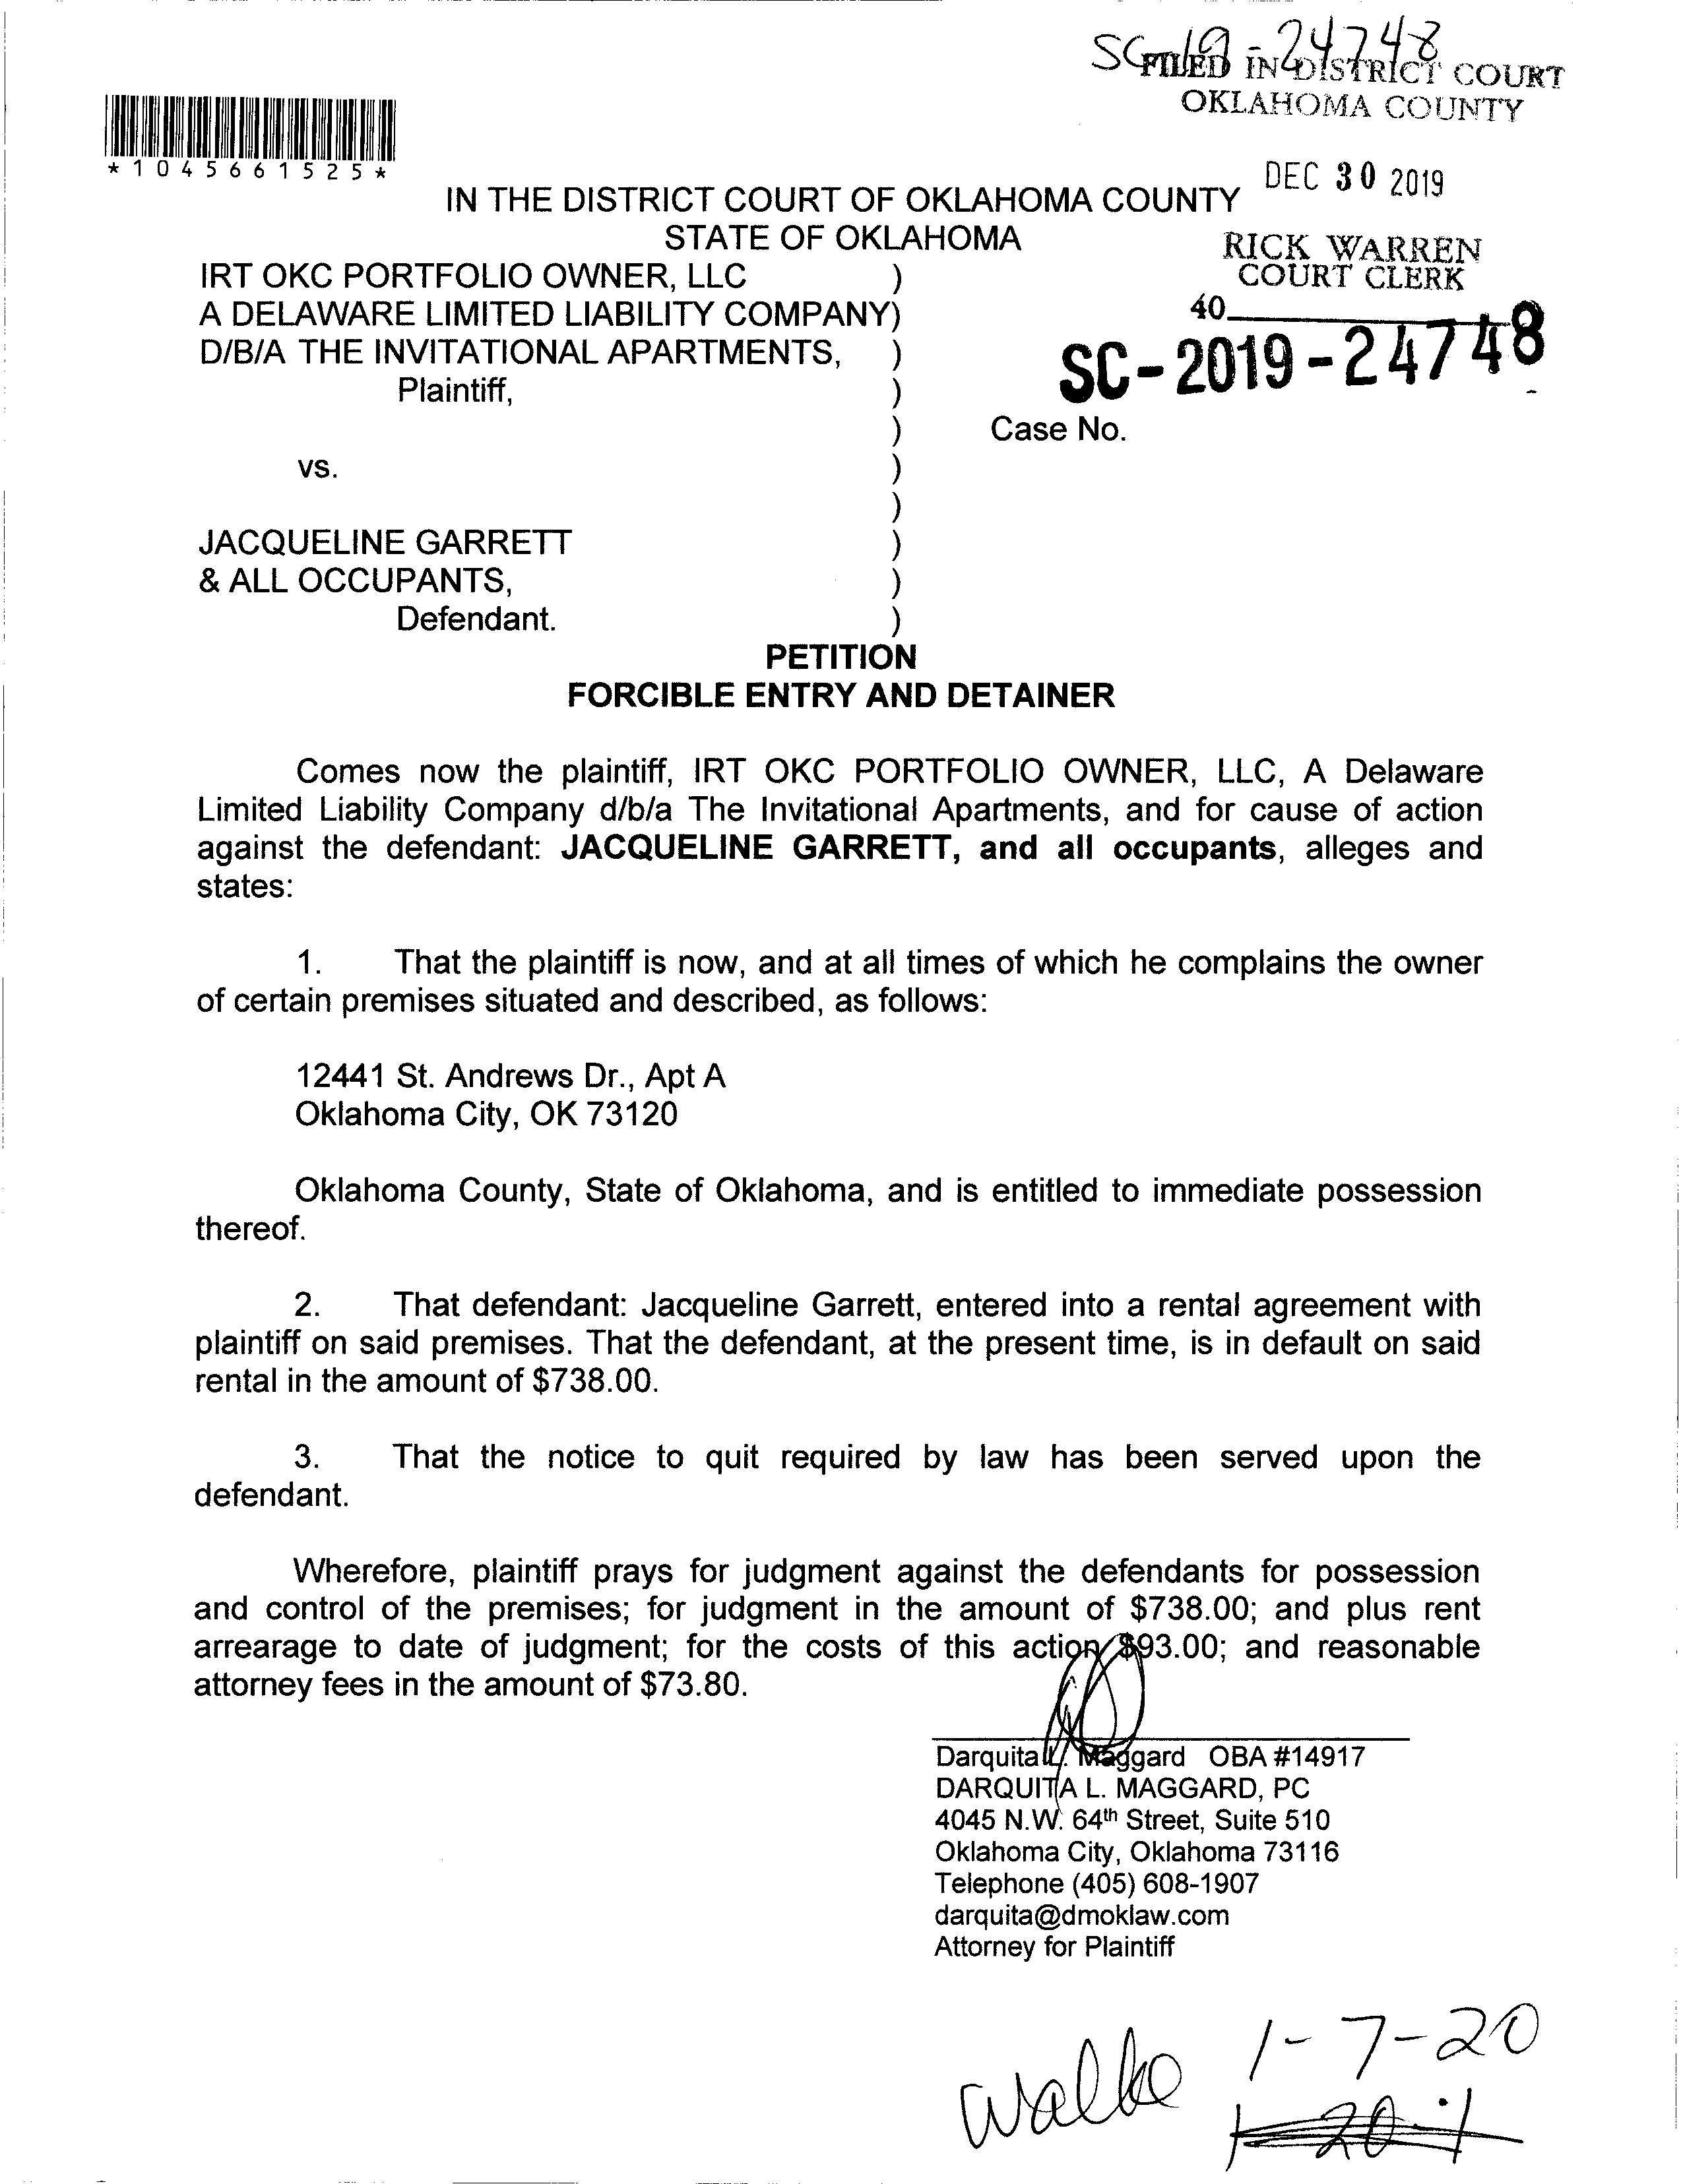 SC-19-24748
FILED IN DISTRICT COURT
OKLAHOMA COUNTY
*1045661525*
DEC 30 2019
IN THE DISTRICT COURT OF OKLAHOMA COUNTY
STATE OF OKLAHOMA
RICK WARREN
COURT CLERK
40
SC-2019-24748
IRT OKC PORTFOLIO OWNER, LLC )
A DELAWARE LIMITED LIABILITY COMPANY)
D/B/A THE INVITATIONAL APARTMENTS, )
Plaintiff, )
) Case No.
vs. )
)
JACQUELINE GARRETT )
& ALL OCCUPANTS, )
Defendant. )
PETITION
FORCIBLE ENTRY AND DETAINER
Comes now the plaintiff, IRT OKC PORTFOLIO OWNER, LLC, A Delaware
Limited Liability Company d/b/a The Invitational Apartments, and for cause of action
against the defendant: JACQUELINE GARRETT, and all occupants, alleges and
states:
1. That the plaintiff is now, and at all times of which he complains the owner
of certain premises situated and described, as follows:
12441 St. Andrews Dr., Apt A
Oklahoma City, OK 73120
Oklahoma County, State of Oklahoma, and is entitled to immediate possession
thereof.
2. That defendant: Jacqueline Garrett, entered into a rental agreement with
plaintiff on said premises. That the defendant, at the present time, is in default on said
rental in the amount of $738.00.
3. That the notice to quit required by law has been served upon the
defendant.
Wherefore, plaintiff prays for judgment against the defendants for possession
and control of the premises; for judgment in the amount of $738.00; and plus rent
arrearage to date of judgment; for the costs of this action $93.00; and reasonable
attorney fees in the amount of $73.80.
Darquita L. Maggard OBA #14917
DARQUITA L. MAGGARD, PC
4045 N.W. 64th Street, Suite 510
Oklahoma City, Oklahoma 73116
Telephone (405) 608-1907
darquita@dmoklaw.com
Attorney for Plaintiff
1-7-20